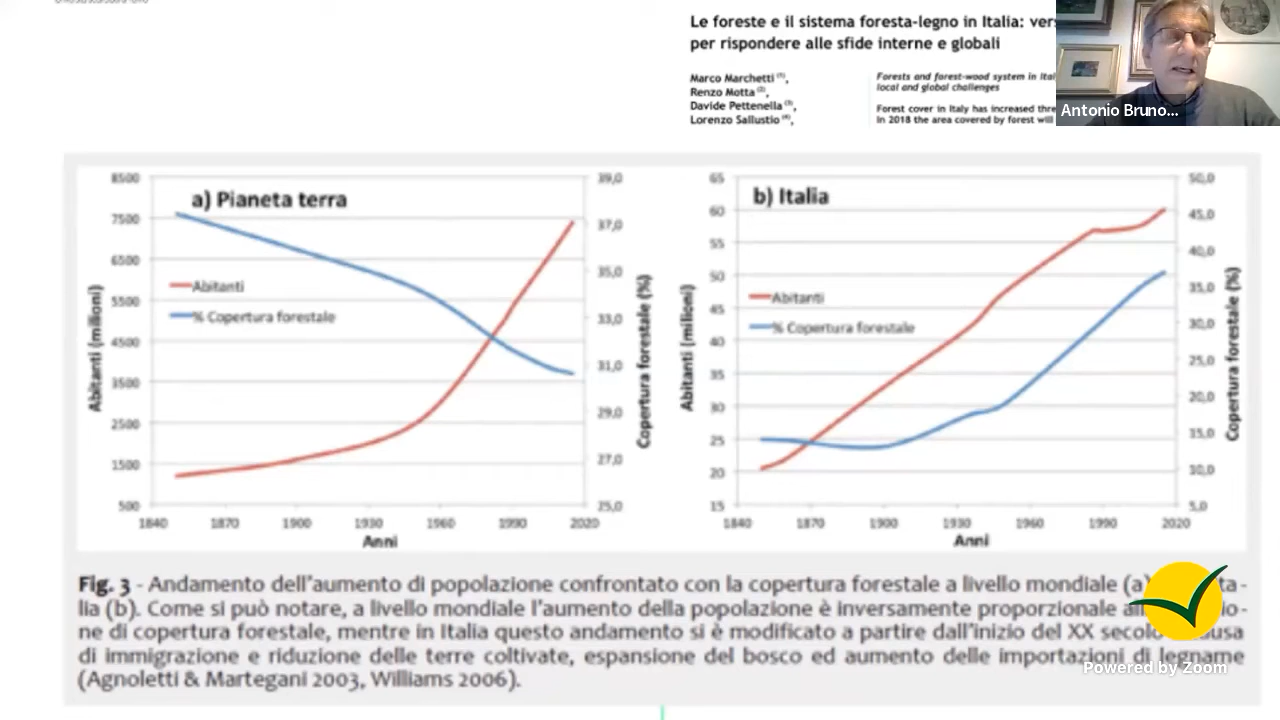 Le foreste e il sistema foresta-legno in Italia: ver
per rispondere alle sfide interne e globali
Marco Marchetti (1),
Renzo Motta (2),
Davide Pettenella (3),
Lorenzo Sallustio (4),
Forests and forest-wood system in Ital
local and global challenges
Forest cover in Italy has increased thre
In 2018 the area covered by forest will
Antonio Bruno...
a) Pianeta terra
8500
7500
6500
5500
4500
3500
2500
1500
500
Abitanti (milioni)
Abitanti
% Copertura forestale
39,0
37,0
35,0
33,0
31,0
29,0
27,0
25,0
Copertura forestale (%)
1840 1870 1900 1930 1960 1990 2020
Anni
b) Italia
65
60
55
50
45
40
35
30
25
20
15
Abitanti (milioni)
Abitanti
% Copertura forestale
50,0
45,0
40,0
35,0
30,0
25,0
20,0
15,0
10,0
5,0
Copertura forestale (%)
1840 1870 1900 1930 1960 1990 2020
Anni
Fig. 3 - Andamento dell'aumento di popolazione confrontato con la copertura forestale a livello mondiale (a) ta-
lia (b). Come si può notare, a livello mondiale l'aumento della popolazione è inversamente proporzionale al io-
ne di copertura forestale, mentre in Italia questo andamento si è modificato a partire dall'inizio del XX secolo ausa
di immigrazione e riduzione delle terre coltivate, espansione del bosco ed aumento delle importazioni di legname
(Agnoletti & Martegani 2003, Williams 2006).
Powered by Zoom